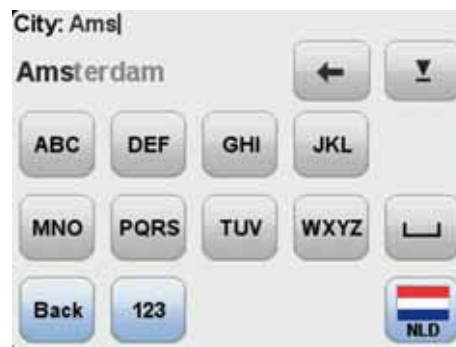 City: Ams
Amsterdam
ABC DEF GHI JKL
MNO PQRS TUV WXYZ
Back 123 NLD